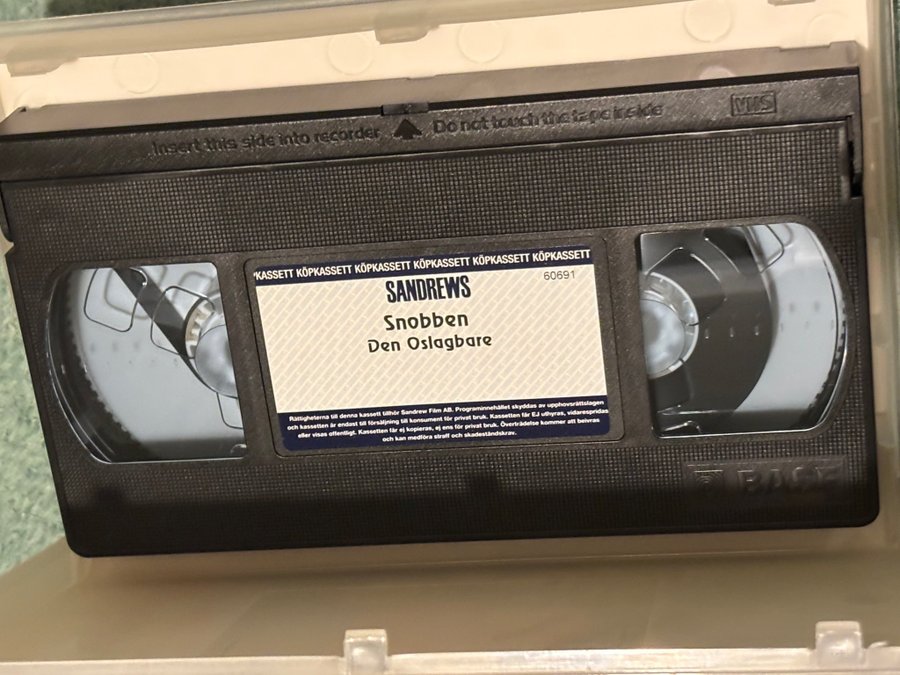 Insert this side into recorder Do not touch the tape inside
VHS
'KASSETT KÖPKASSETT KÖPKASSETT KÖPKASSETT KÖPKASSETT KÖPKASSETT
60691
SANDREWS
Snobben
Den Oslagbare
Rättigheterna till denna kassett tillhör Sandrew Film AB. Programinnehållet skyddas av upphovsrättslagen
och kassetten är endast till försäljning till konsument för privat bruk. Kassetten får EJ uthyras, vidarespridas
eller visas offentligt. Kassetten får ej kopieras, ej ens för privat bruk. Överträdelse kommer att beivras
och kan medföra straff och skadeståndskrav.